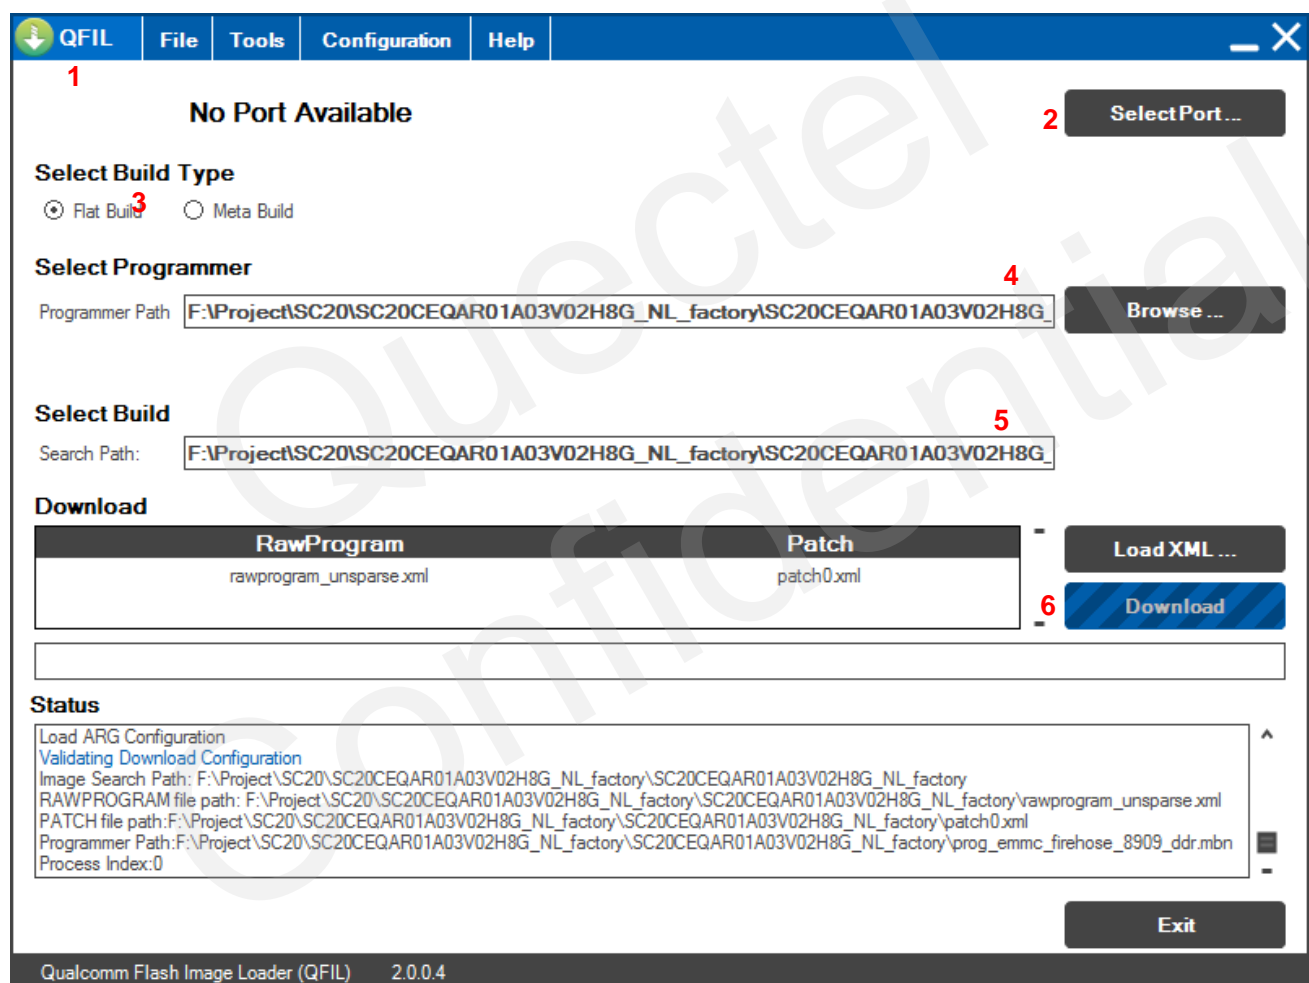 QFIL File Tools Configuration Help
1
No Port Available
2
Select Port ...
Select Build Type
3
Flat Build Meta Build
Select Programmer
4
Programmer Path F:\Project\SC20\SC20CEQAR01A03V02H8G_NL_factory\SC20CEQAR01A03V02H8G_ Browse ...
Select Build
5
Search Path: F:\Project\SC20\SC20CEQAR01A03V02H8G_NL_factory\SC20CEQAR01A03V02H8G_
Download
RawProgram Patch
Load XML ...
rawprogram_unsparse.xml patch0.xml
6
Download
Status
Load ARG Configuration
Validating Download Configuration
Image Search Path: F:\Project\SC20\SC20CEQAR01A03V02H8G_NL_factory\SC20CEQAR01A03V02H8G_NL_factory
RAWPROGRAM file path: F:\Project\SC20\SC20CEQAR01A03V02H8G_NL_factory\SC20CEQAR01A03V02H8G_NL_factory\rawprogram_unsparse.xml
PATCH file path:F:\Project\SC20\SC20CEQAR01A03V02H8G_NL_factory\SC20CEQAR01A03V02H8G_NL_factory\patch0.xml
Programmer Path:F:\Project\SC20\SC20CEQAR01A03V02H8G_NL_factory\SC20CEQAR01A03V02H8G_NL_factory\prog_emmc_firehose_8909_ddr.mbn
Process Index:0
Exit
Qualcomm Flash Image Loader (QFIL) 2.0.0.4
Quectel
Confidential